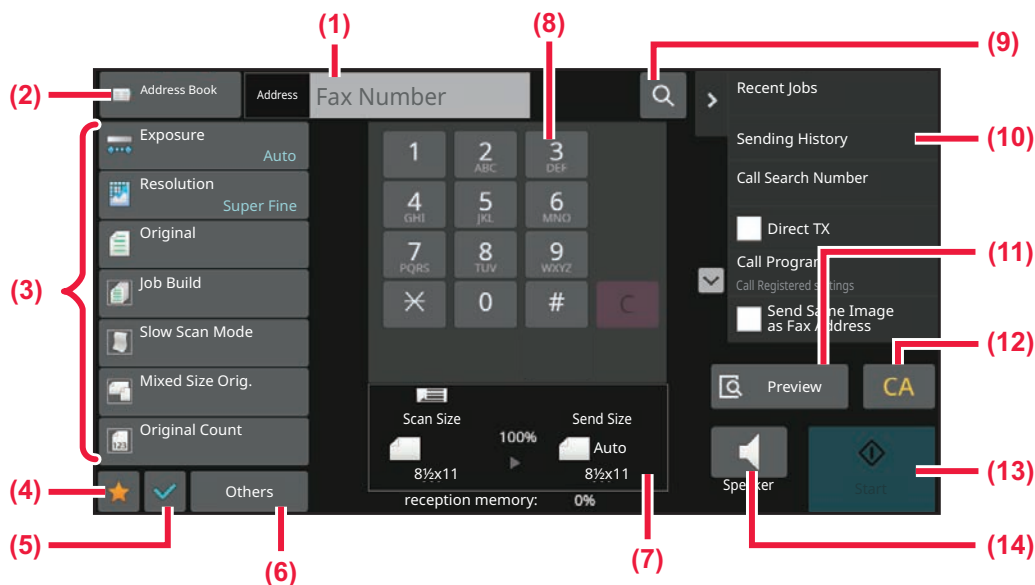 (1)
(8)
(9)
(2)
Address Book
Address
Fax Number
Recent Jobs
(3)
Exposure
Auto
Resolution
Super Fine
Original
Job Build
Slow Scan Mode
Mixed Size Orig.
Original Count
123
1
2
ABC
3
DEF
4
GHI
5
JKL
6
MNO
7
PQRS
8
TUV
9
WXYZ
0
#
C
Sending History
(10)
Call Search Number
Direct TX
(11)
Call Program
Call Registered settings
Send Same Image
as Fax Address
(12)
Preview
CA
Scan Size
Send Size
100%
Auto
8½x11
8½x11
reception memory: 0%
Speaker
Start
(13)
(4)
Others
(5)
(6)
(7)
(14)